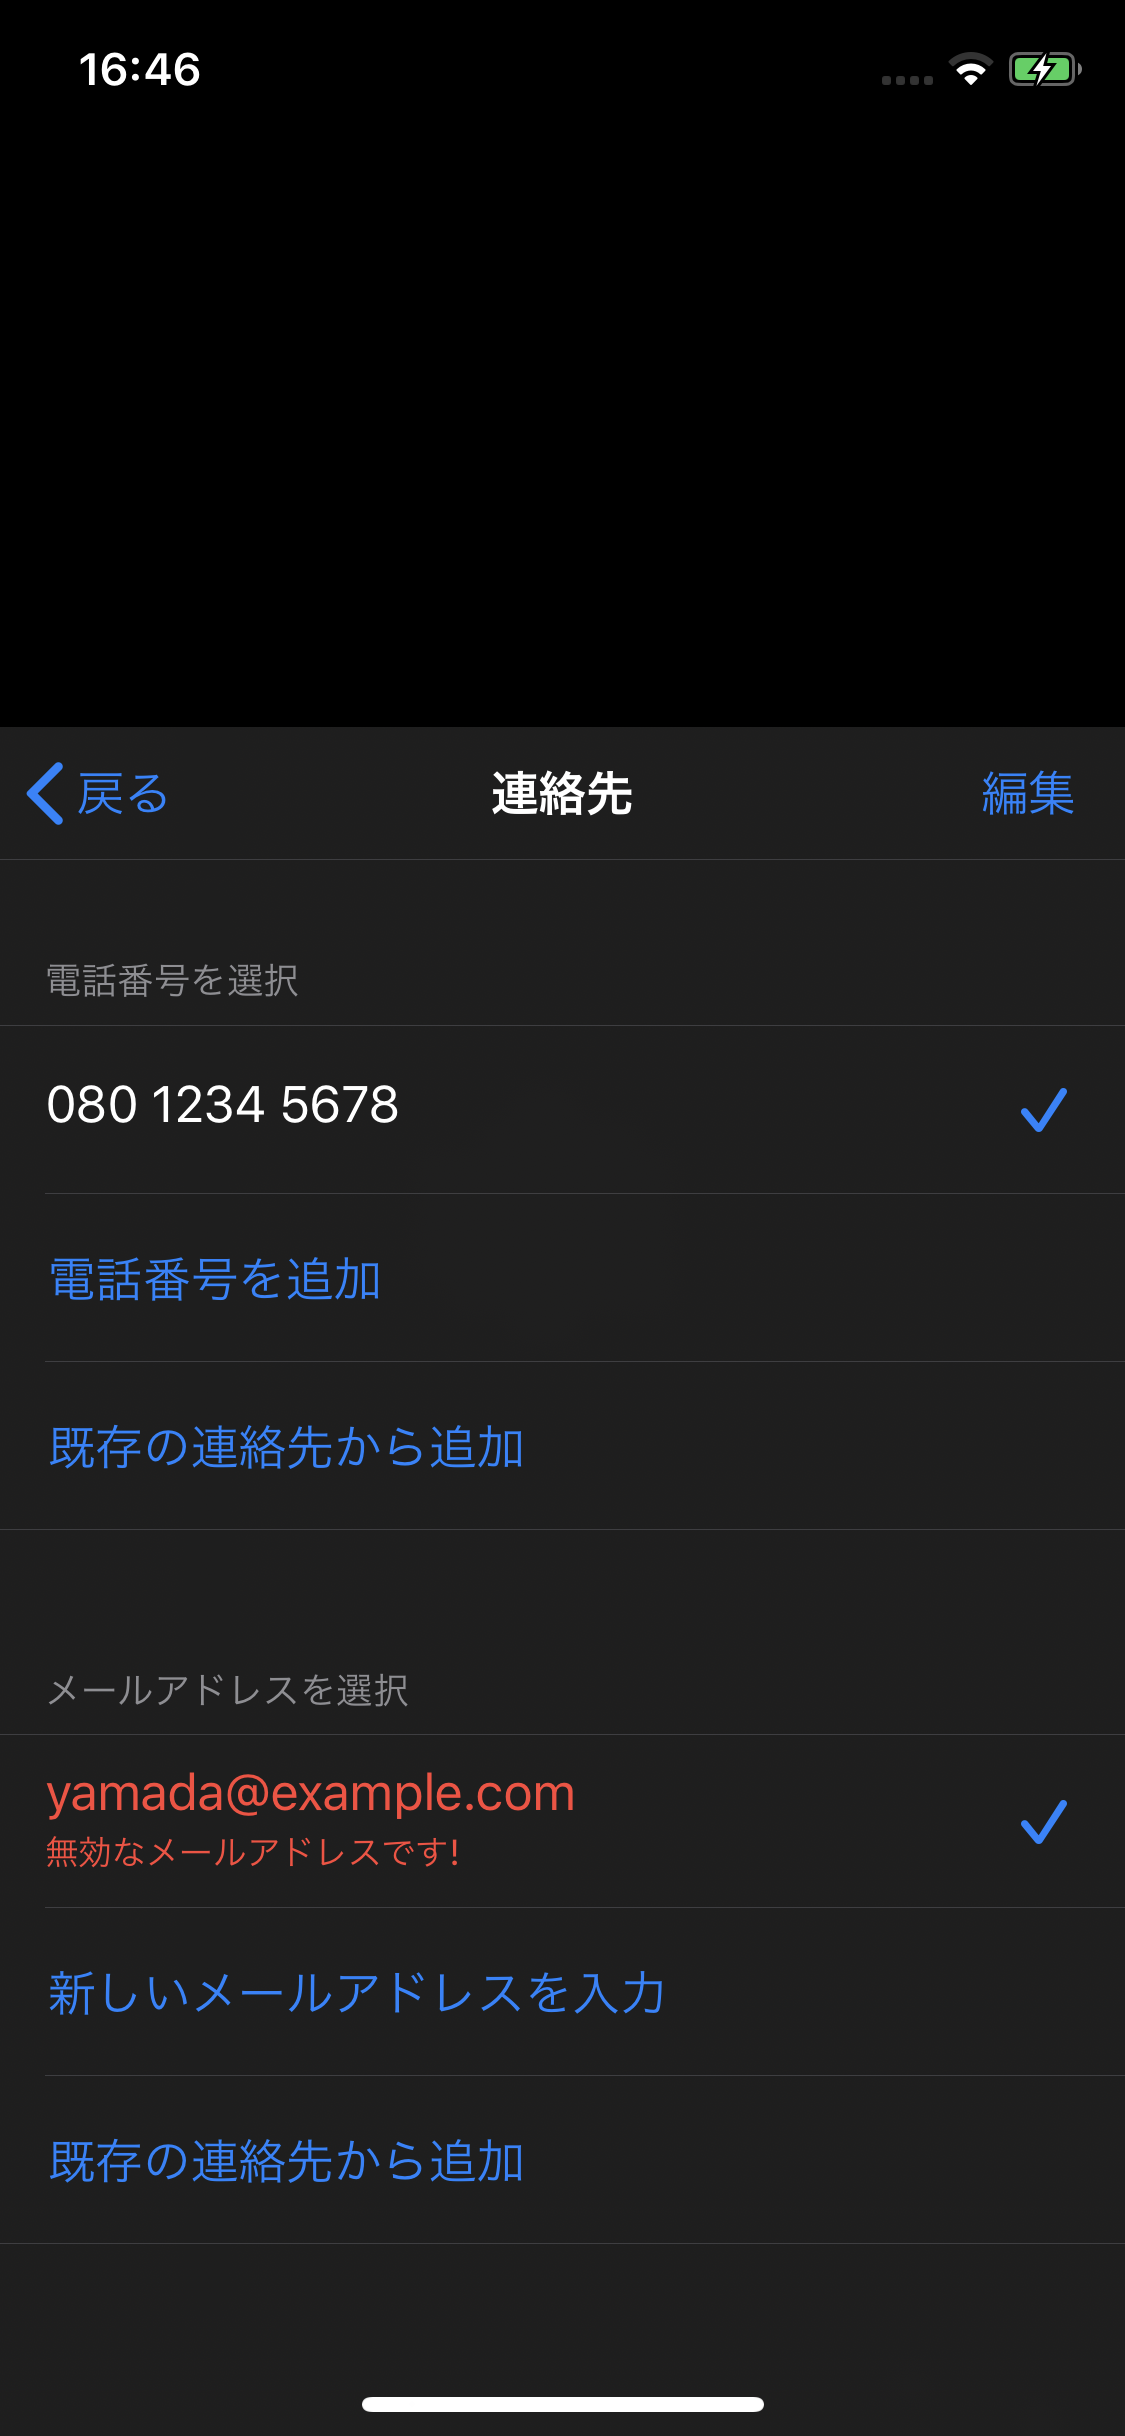 16:46
戻る
連絡先
編集
電話番号を選択
080 1234 5678
電話番号を追加
既存の連絡先から追加
メールアドレスを選択
yamada@example.com
無効なメールアドレスです!
新しいメールアドレスを入力
既存の連絡先から追加